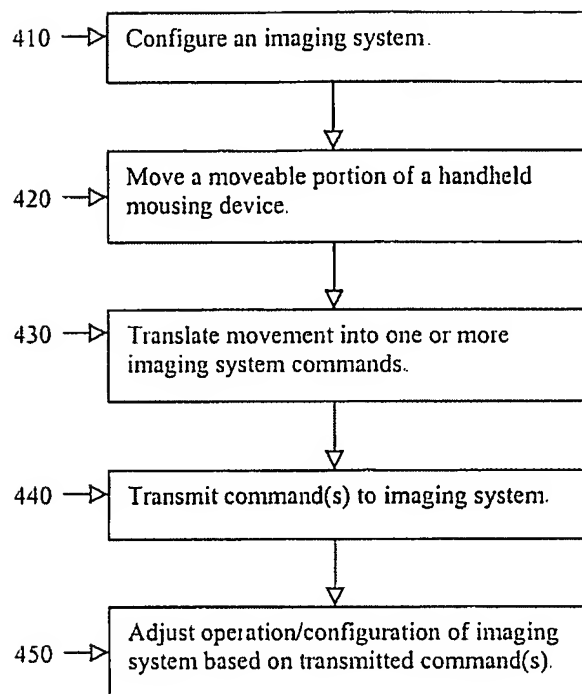 410
Configure an imaging system.
420
Move a moveable portion of a handheld
mousing device.
430
Translate movement into one or more
imaging system commands.
440
Transmit command(s) to imaging system.
450
Adjust operation/configuration of imaging
system based on transmitted command(s).